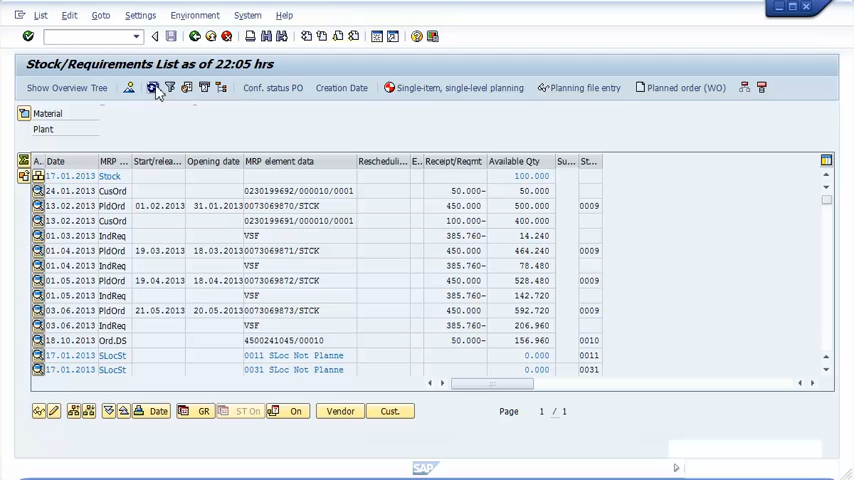 List Edit Goto Settings Environment System Help
Stock/Requirements List as of 22:05 hrs
Show Overview Tree Conf. status PO Creation Date Single-item, single-level planning Planning file entry Planned order (WO)
Material
Plant
A.. Date MRP ... Start/relea... Opening date MRP element data Rescheduli... E.. Receipt/Reqmt Available Qty Su... St...
17.01.2013 Stock 100.000
24.01.2013 CusOrd 0230199692/000010/0001 50.000- 50.000
13.02.2013 PldOrd 01.02.2013 31.01.2013 0073069870/STCK 450.000 500.000 0009
13.02.2013 CusOrd 0230199691/000010/0001 100.000- 400.000
01.03.2013 IndReq VSF 385.760- 14.240
01.04.2013 PldOrd 19.03.2013 18.03.2013 0073069871/STCK 450.000 464.240 0009
01.04.2013 IndReq VSF 385.760- 78.480
01.05.2013 PldOrd 19.04.2013 18.04.2013 0073069872/STCK 450.000 528.480 0009
01.05.2013 IndReq VSF 385.760- 142.720
03.06.2013 PldOrd 21.05.2013 20.05.2013 0073069873/STCK 450.000 592.720 0009
03.06.2013 IndReq VSF 385.760- 206.960
18.10.2013 Ord.DS 4500241045/00010 50.000- 156.960 0010
17.01.2013 SLocSt 0011 SLoc Not Planne 0.000 0011
17.01.2013 SLocSt 0031 SLoc Not Planne 0.000 0031
Date GR ST On On Vendor Cust. Page 1 / 1
SAP